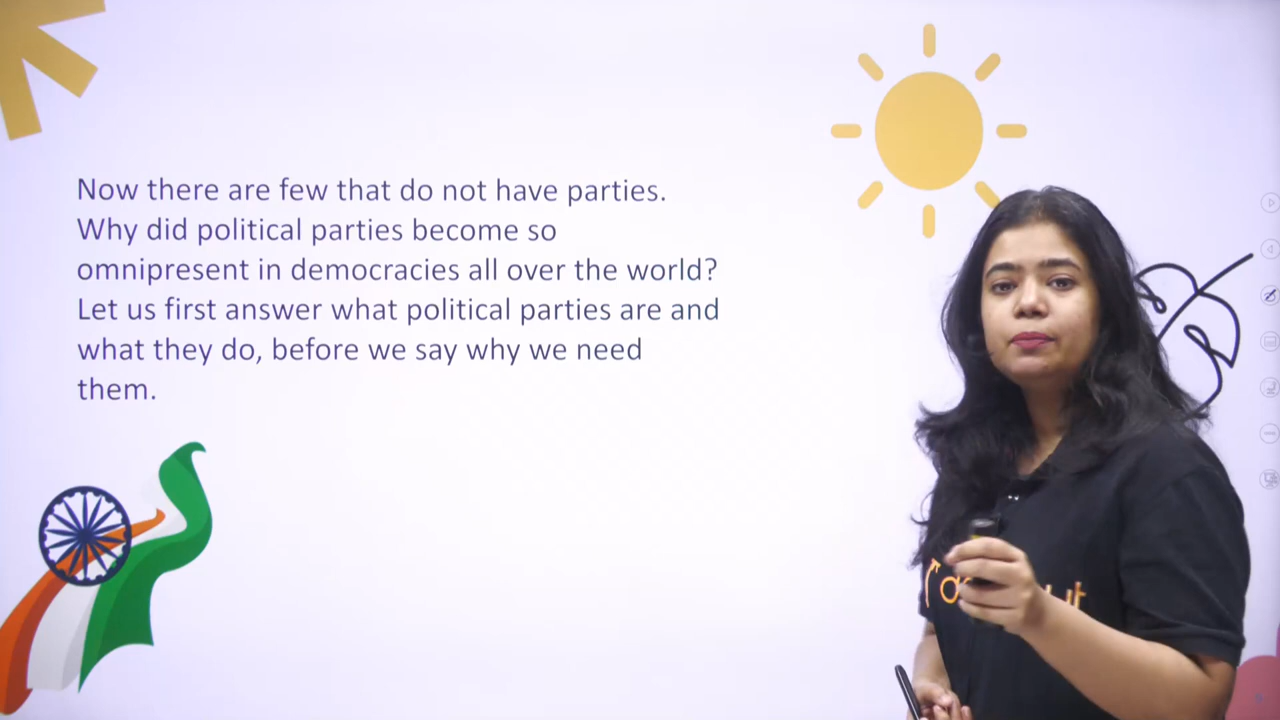 Now there are few that do not have parties.
Why did political parties become so
omnipresent in democracies all over the world?
Let us first answer what political parties are and
what they do, before we say why we need
them.